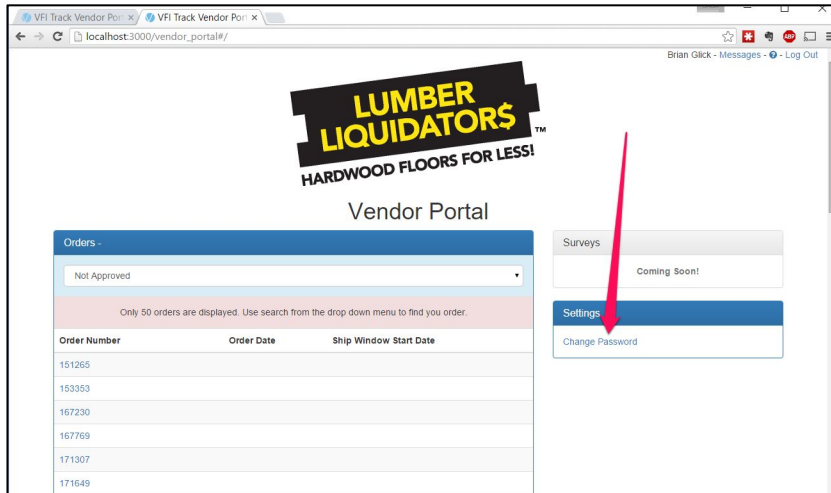 VFI Track Vendor Por
VFI Track Vendor Por
localhost:3000/vendor_portal#/
ABP
Brian Glick - Messages - ? - Log Out
LUMBER
LIQUIDATOR$ TM
HARDWOOD FLOORS FOR LESS!
Vendor Portal
Orders -
Surveys
Not Approved
Coming Soon!
Only 50 orders are displayed. Use search from the drop down menu to find you order.
Settings
Order Number Order Date Ship Window Start Date
Change Password
151265
153353
167230
167769
171307
171649